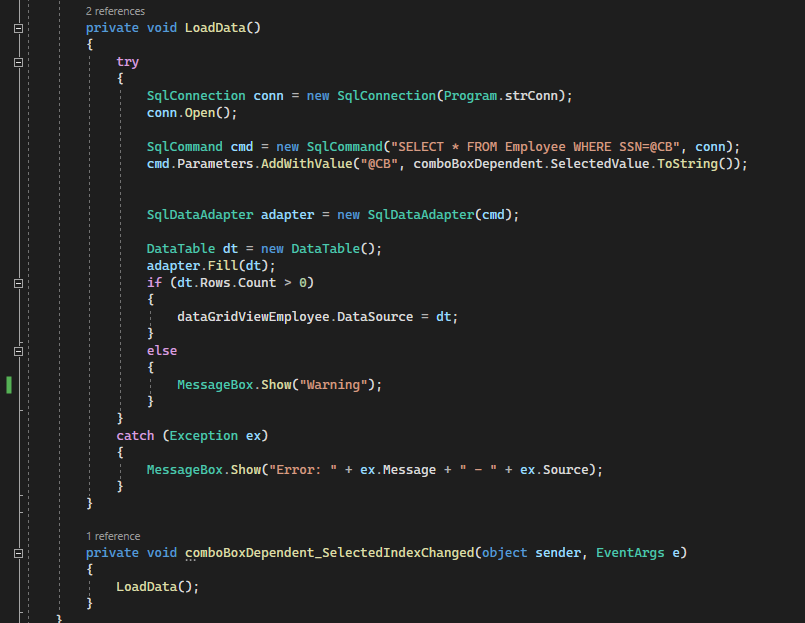 2 references
private void LoadData()
{
try
{
SqlConnection conn = new SqlConnection(Program.strConn);
conn.Open();
SqlCommand cmd = new SqlCommand("SELECT * FROM Employee WHERE SSN=@CB", conn);
cmd.Parameters.AddWithValue("@CB", comboBoxDependent.SelectedValue.ToString());
SqlDataAdapter adapter = new SqlDataAdapter(cmd);
DataTable dt = new DataTable();
adapter.Fill(dt);
if (dt.Rows.Count > 0)
{
dataGridViewEmployee.DataSource = dt;
}
else
{
MessageBox.Show("Warning");
}
}
catch (Exception ex)
{
MessageBox.Show("Error: " + ex.Message + " - " + ex.Source);
}
}
1 reference
private void comboBoxDependent_SelectedIndexChanged(object sender, EventArgs e)
{
LoadData();
}
}